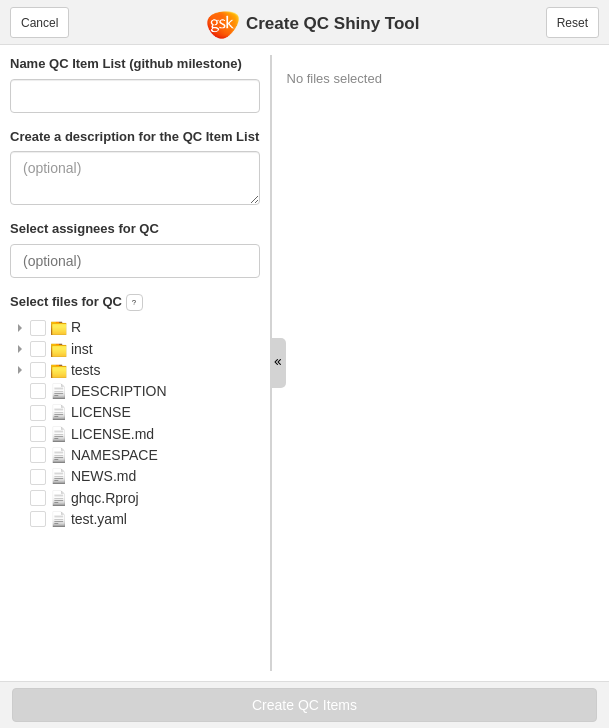 Cancel
gsk
Create QC Shiny Tool
Reset
Name QC Item List (github milestone)
Create a description for the QC Item List
(optional)
Select assignees for QC
(optional)
Select files for QC ?
R
inst
tests
DESCRIPTION
LICENSE
LICENSE.md
NAMESPACE
NEWS.md
ghqc.Rproj
test.yaml
No files selected
«
Create QC Items